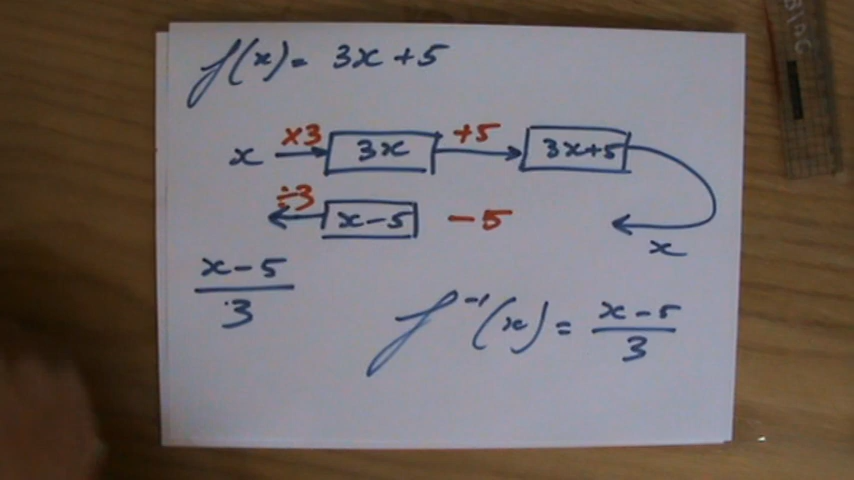 f(x) = 3x + 5
x ×3 3x +5 3x+5
÷3 x-5 -5 x
x-5
3
f⁻¹(x) = x-5
3